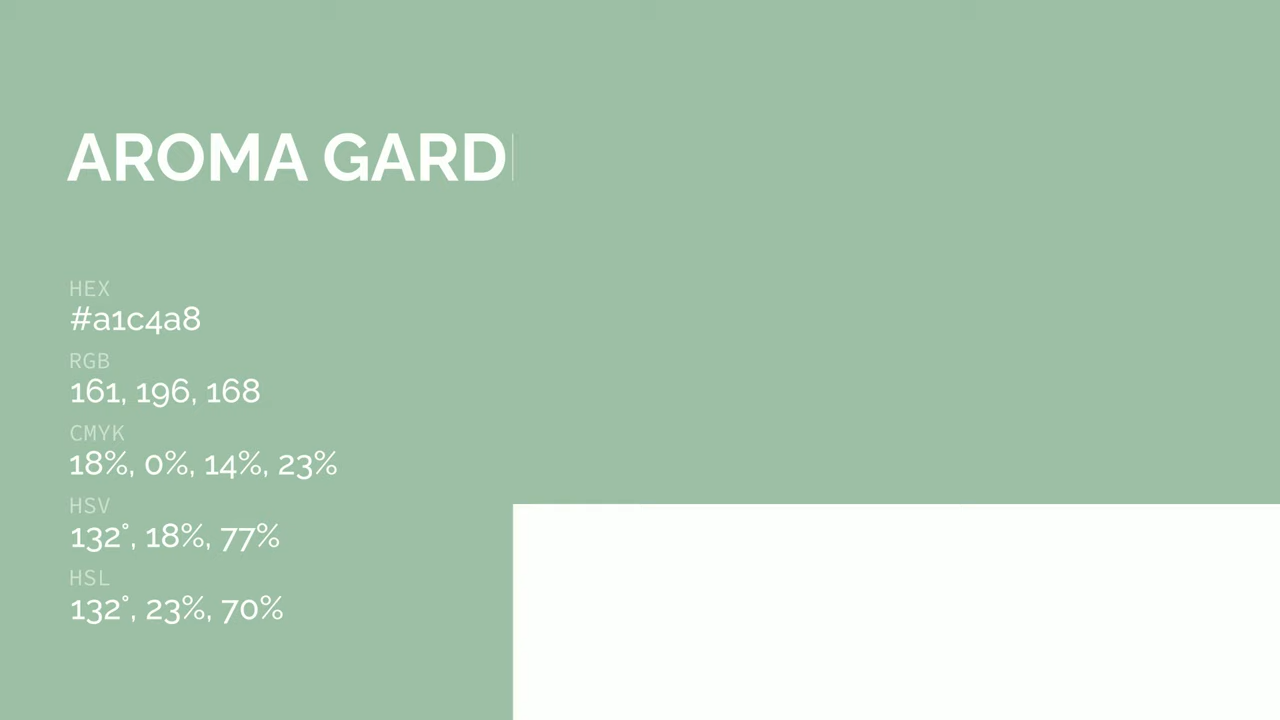 AROMA GARD
HEX
#a1c4a8
RGB
161, 196, 168
CMYK
18%, 0%, 14%, 23%
HSV
132°, 18%, 77%
HSL
132°, 23%, 70%